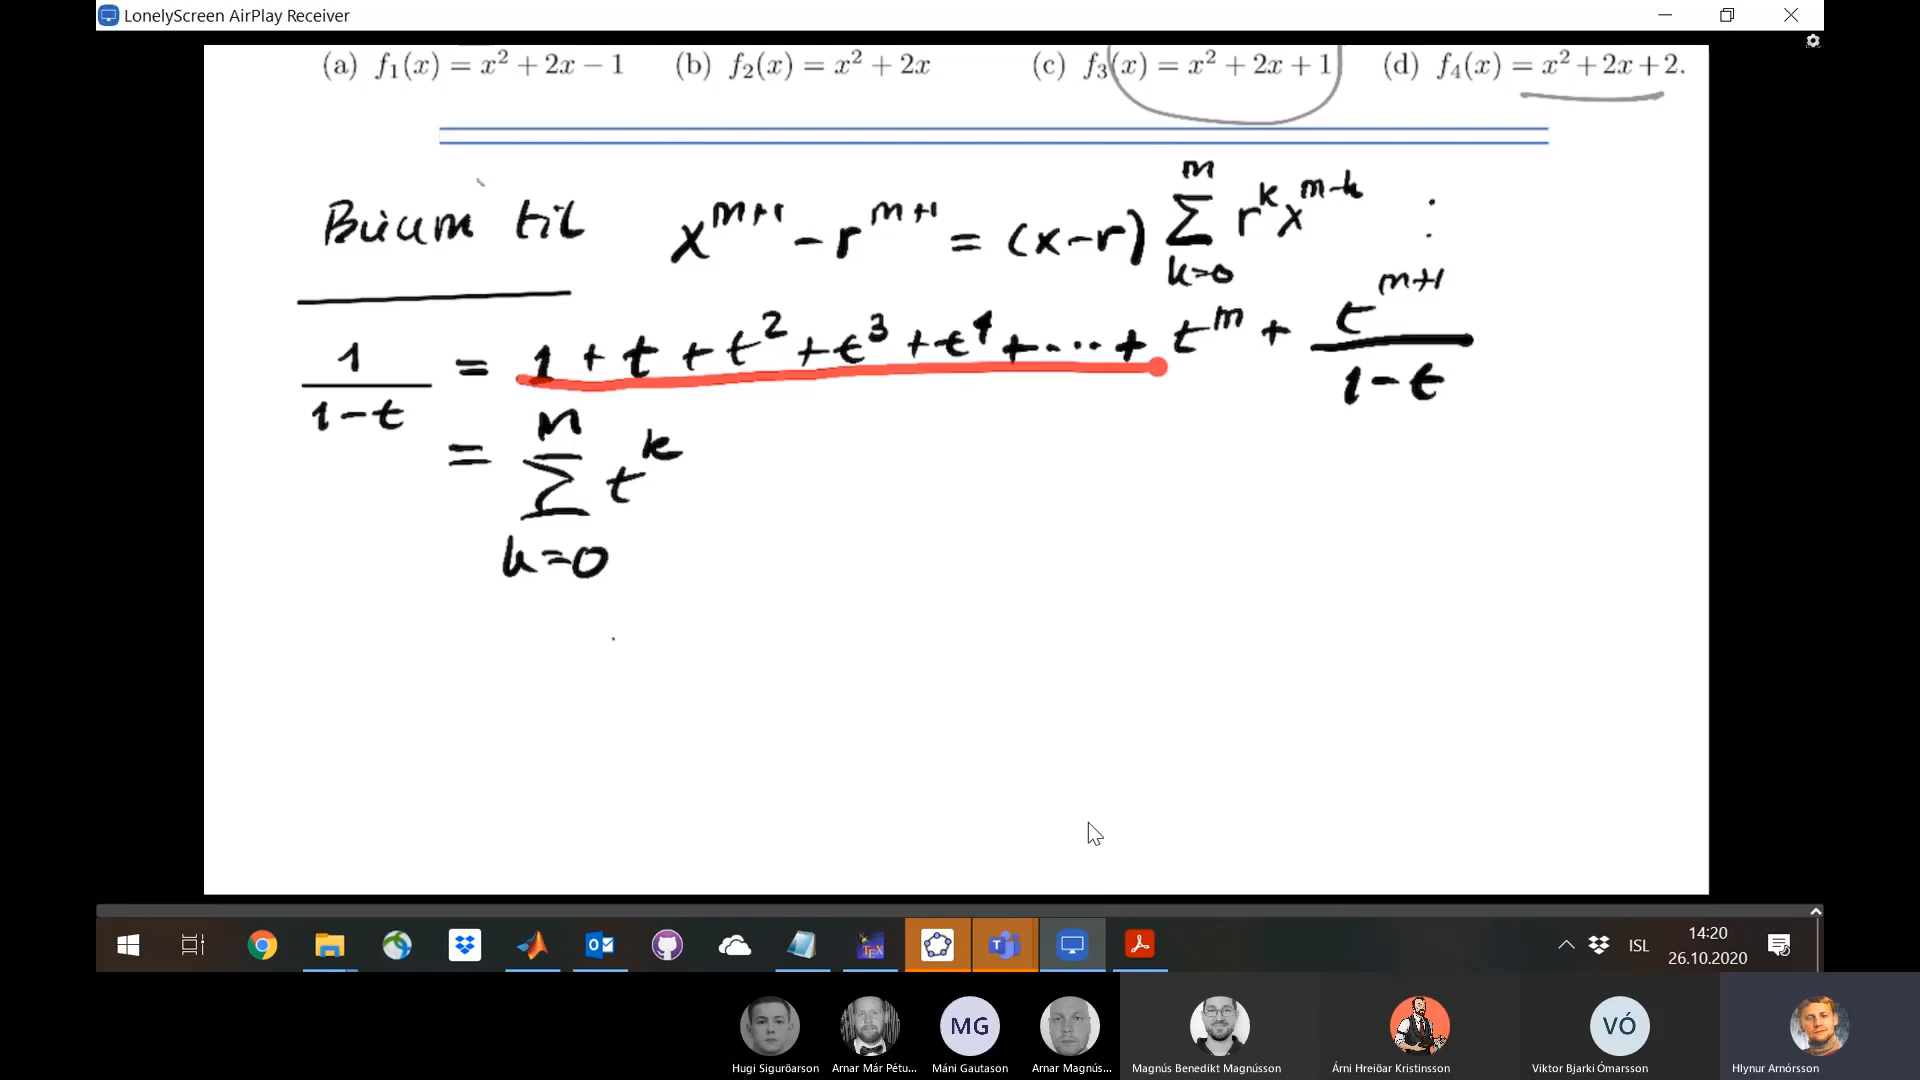 LonelyScreen AirPlay Receiver
(a) f₁(x) = x² + 2x − 1 (b) f₂(x) = x² + 2x (c) f₃(x) = x² + 2x + 1 (d) f₄(x) = x² + 2x + 2.
Búum til x^{m+1} − r^{m+1} = (x−r) ∑_{k=0}^{m} r^k x^{m−k} :
1/(1−t) = 1 + t + t² + t³ + t⁴ + ... + t^m + t^{m+1}/(1−t)
= ∑_{k=0}^{m} t^k
ISL
14:20
26.10.2020
MG
VÓ
Hugi Sigurðarson Arnar Már Pétu... Máni Gautason Arnar Magnús... Magnús Benedikt Magnússon Árni Hreiðar Kristinsson Viktor Bjarki Ómarsson Hlynur Arnórsson